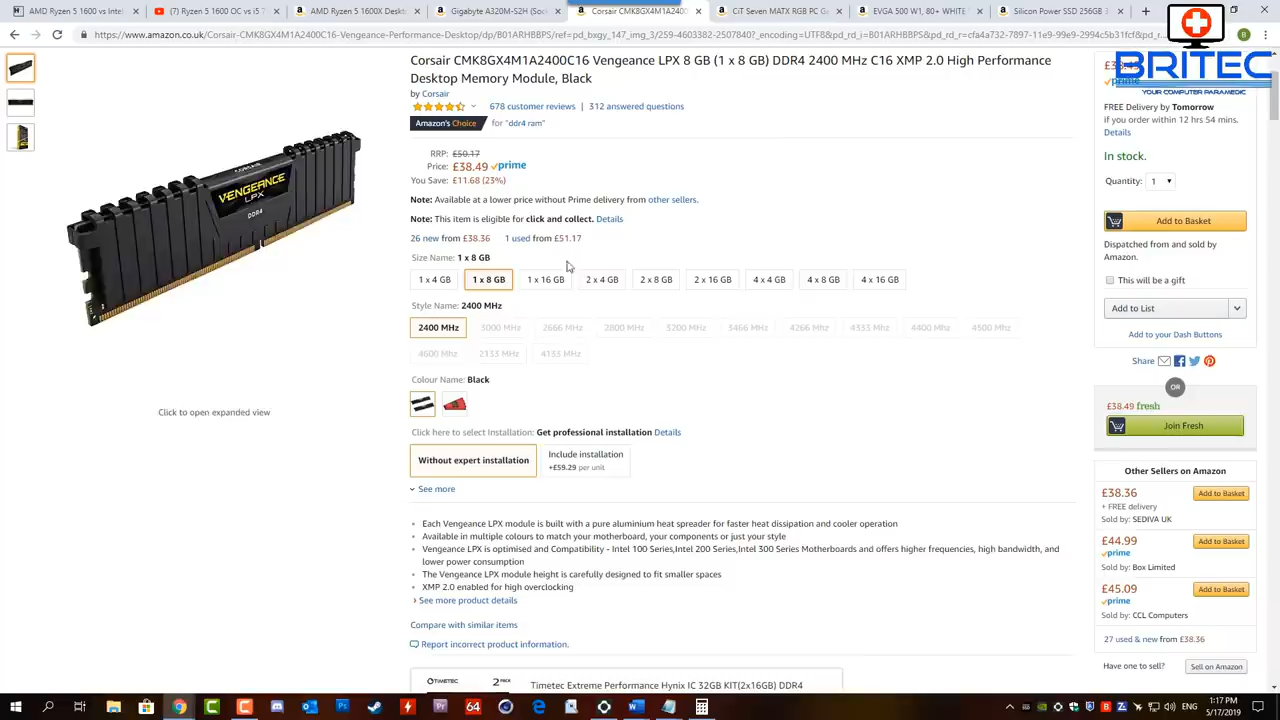 AMD Ryzen 5 1600 vs Intel
Ryzen 5 1600 OC vs i5 7
AMD Ryzen 5 1600X Deskt
Gigabyte A320M-S2H (Soc
Corsair CMK8GX4M1A2400
CiT Seven MATX RGB PC Ga
EVGA 500 W1, 80+ WHITE
Silicon Power SSD 256GB 3
BRITEC
YOUR COMPUTER PARAMEDIC
Corsair CMK8GX4M1A2400C16 Vengeance LPX 8 GB (1 x 8 GB) DDR4 2400 MHz C16 XMP 2.0 High Performance
Desktop Memory Module, Black
by Corsair
678 customer reviews | 312 answered questions
Amazon's Choice for "ddr4 ram"
RRP: £50.17
Price: £38.49 prime
You Save: £11.68 (23%)
Note: Available at a lower price without Prime delivery from other sellers.
Note: This item is eligible for click and collect. Details
26 new from £38.36 1 used from £51.17
Size Name: 1 x 8 GB
1 x 4 GB 1 x 8 GB 1 x 16 GB 2 x 4 GB 2 x 8 GB 2 x 16 GB 4 x 4 GB 4 x 8 GB 4 x 16 GB
Style Name: 2400 MHz
2400 MHz 3000 MHz 2666 MHz 2800 MHz 3200 MHz 3466 MHz 4266 Mhz 4333 Mhz 4400 Mhz 4500 Mhz
4600 Mhz 2133 MHz 4133 MHz
Colour Name: Black
Click here to select Installation: Get professional installation Details
Without expert installation
Include installation
+£59.29 per unit
See more
Each Vengeance LPX module is built with a pure aluminium heat spreader for faster heat dissipation and cooler operation
Available in multiple colours to match your motherboard, your components or just your style
Vengeance LPX is optimised and Compatibility - Intel 100 Series,Intel 200 Series,Intel 300 Series Motherboards and offers higher frequencies, high bandwidth, and
lower power consumption
The Vengeance LPX module height is carefully designed to fit smaller spaces
XMP 2.0 enabled for high overclocking
› See more product details
Compare with similar items
Report incorrect product information.
TIMETEC
2 PACK
Timetec Extreme Performance Hynix IC 32GB KIT(2x16GB) DDR4
VENGEANCE
LPX
DDR4
Click to open expanded view
FREE Delivery by Tomorrow
if you order within 12 hrs 54 mins.
Details
In stock.
Quantity: 1
Add to Basket
Dispatched from and sold by
Amazon.
This will be a gift
Add to List
Add to your Dash Buttons
Share
OR
£38.49 fresh
Join Fresh
Other Sellers on Amazon
£38.36 Add to Basket
+ FREE delivery
Sold by: SEDIVA UK
£44.99 Add to Basket
prime
Sold by: Box Limited
£45.09 Add to Basket
prime
Sold by: CCL Computers
27 used & new from £38.36
Have one to sell? Sell on Amazon
1:17 PM
5/17/2019